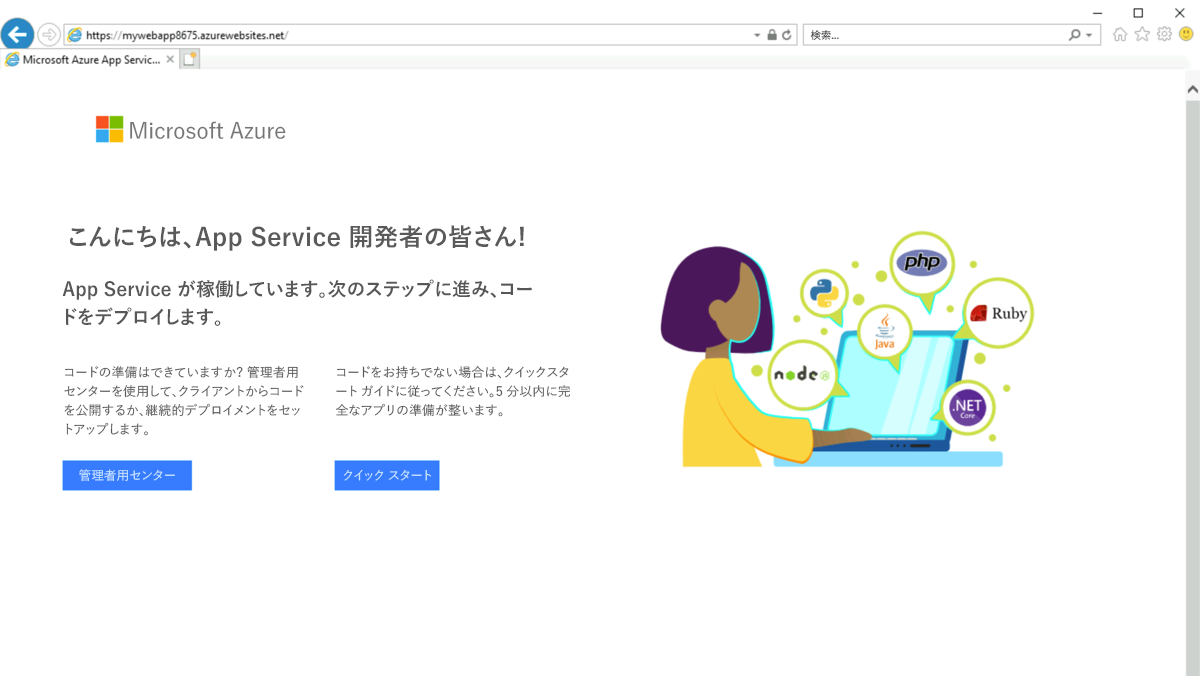 https://mywebapp8675.azurewebsites.net/
検索...
Microsoft Azure App Servic...
Microsoft Azure
こんにちは、App Service 開発者の皆さん!
App Service が稼働しています。次のステップに進み、コー
ドをデプロイします。
コードの準備はできていますか? 管理者用
センターを使用して、クライアントからコード
を公開するか、継続的デプロイメントをセッ
トアップします。
管理者用センター
コードをお持ちでない場合は、クイックスタ
ート ガイドに従ってください。5 分以内に完
全なアプリの準備が整います。
クイック スタート
php
Ruby
Java
node
JS
.NET
Core